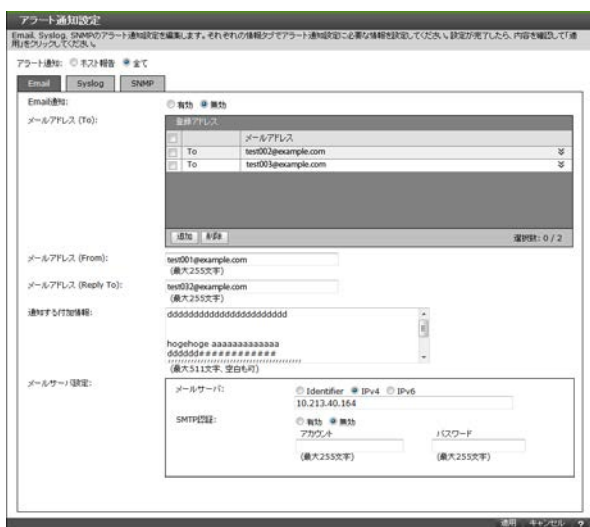 アラート通知設定
Email、Syslog、SNMPのアラート通知設定を編集します。それぞれの情報タブでアラート通知設定に必要な情報を設定してください。設定が完了したら、内容を確認して「適
用」をクリックしてください。
アラート通知: ホスト報告 全て
Email Syslog SNMP
Email通知: 有効 無効
メールアドレス (To): 登録アドレス
メールアドレス
To test002@example.com
To test003@example.com
追加 削除 選択数: 0 / 2
メールアドレス (From): test001@example.com
(最大255文字)
メールアドレス (Reply To): test032@example.com
(最大255文字)
通知する付加情報: ddddddddddddddddddddddd
hogehoge aaaaaaaaaaaaa
dddddd############
(最大511文字、空白も可)
メールサーバ設定: メールサーバ: Identifier IPv4 IPv6
10.213.40.164
SMTP認証: 有効 無効
アカウント パスワード
(最大255文字) (最大255文字)
適用 キャンセル ?